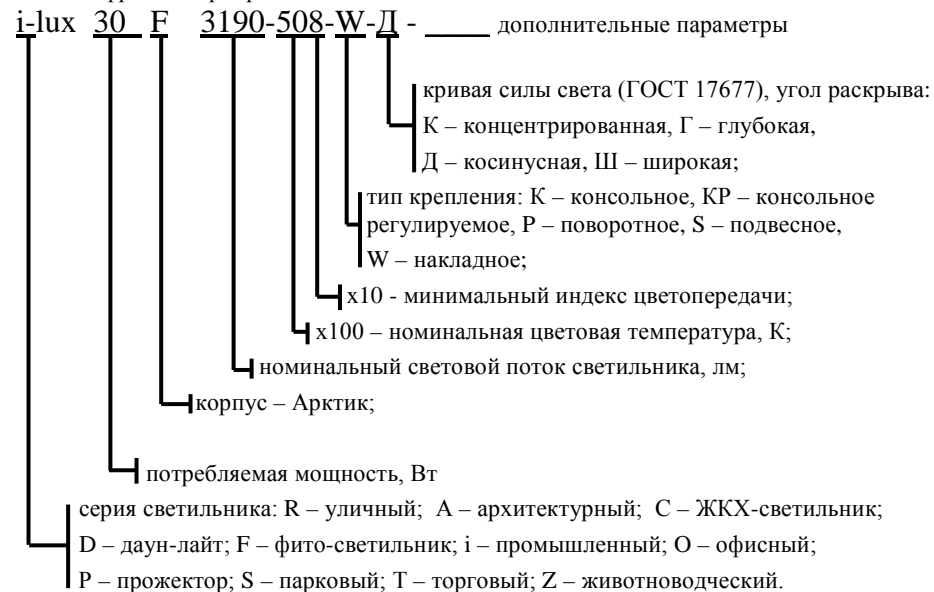 i-lux 30 F 3190-508-W-Д - _____ дополнительные параметры
кривая силы света (ГОСТ 17677), угол раскрыва:
К – концентрированная, Г – глубокая,
Д – косинусная, Ш – широкая;
тип крепления: К – консольное, КР – консольное
регулируемое, Р – поворотное, S – подвесное,
W – накладное;
х10 - минимальный индекс цветопередачи;
х100 – номинальная цветовая температура, К;
номинальный световой поток светильника, лм;
корпус – Арктик;
потребляемая мощность, Вт
серия светильника: R – уличный; A – архитектурный; C – ЖКХ-светильник;
D – даун-лайт; F – фито-светильник; i – промышленный; O – офисный;
P – прожектор; S – парковый; T – торговый; Z – животноводческий.